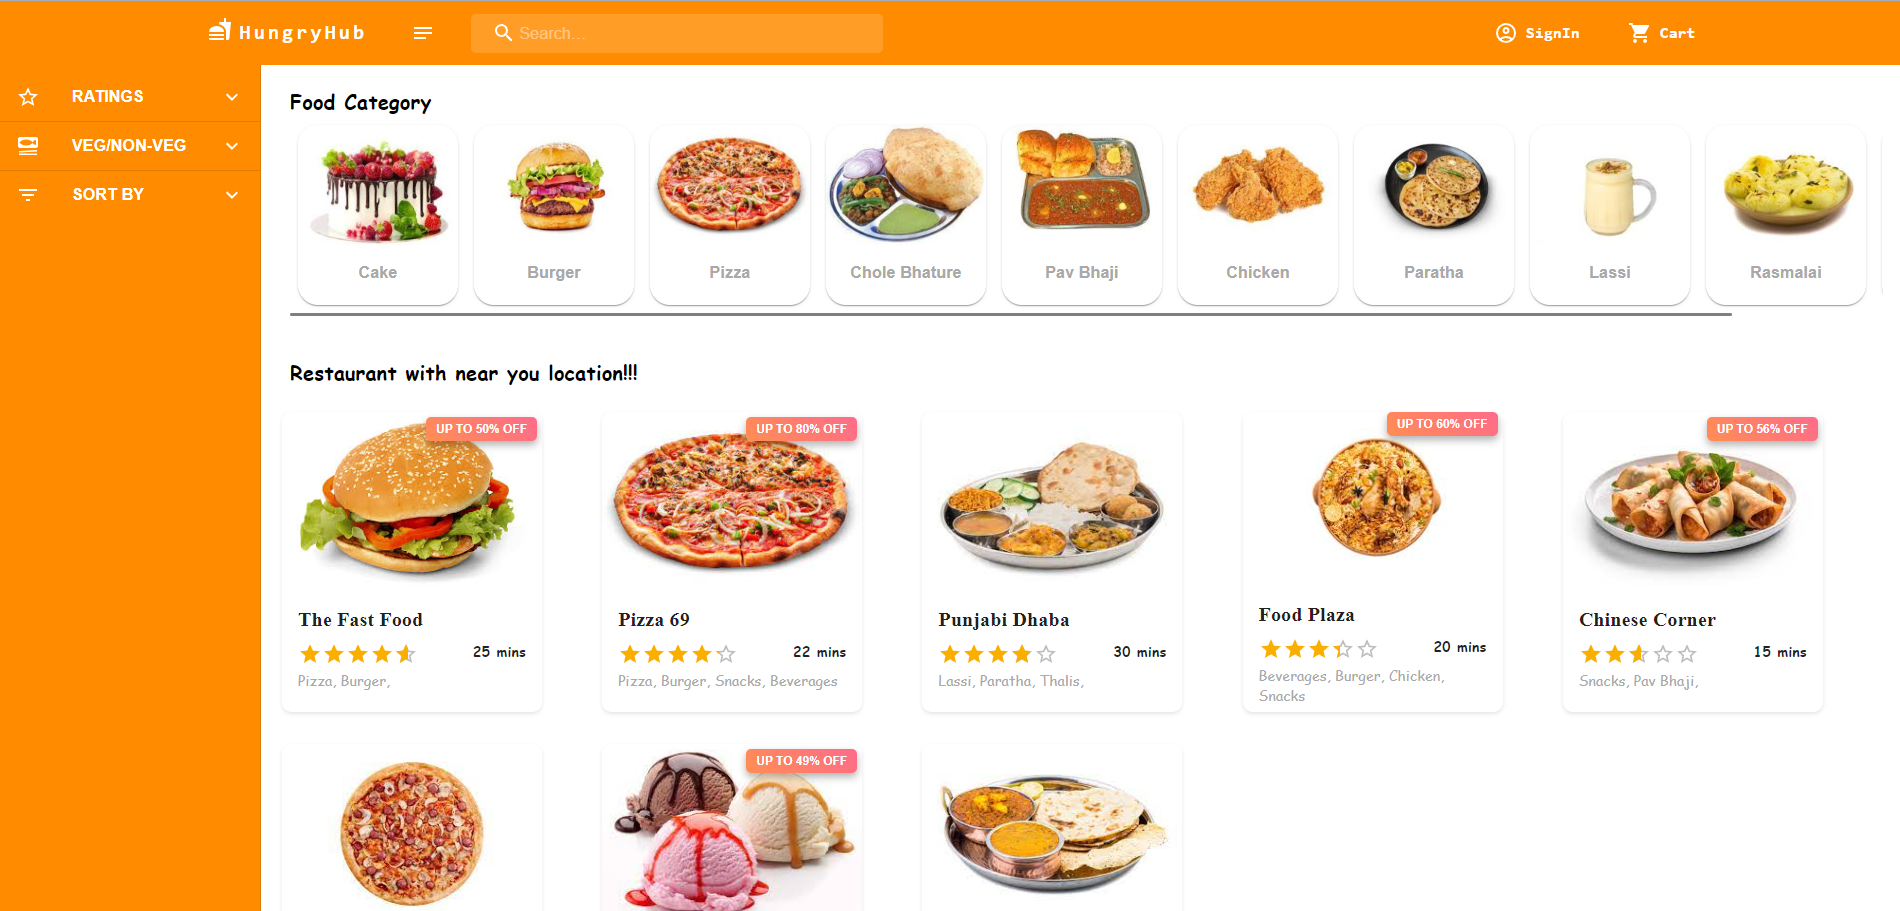 HungryHub
Search...
SignIn
Cart
RATINGS
VEG/NON-VEG
SORT BY
Food Category
Cake
Burger
Pizza
Chole Bhature
Pav Bhaji
Chicken
Paratha
Lassi
Rasmalai
Restaurant with near you location!!!
UP TO 50% OFF
The Fast Food
25 mins
Pizza, Burger,
UP TO 80% OFF
Pizza 69
22 mins
Pizza, Burger, Snacks, Beverages
Punjabi Dhaba
30 mins
Lassi, Paratha, Thalis,
UP TO 60% OFF
Food Plaza
20 mins
Beverages, Burger, Chicken,
Snacks
UP TO 56% OFF
Chinese Corner
15 mins
Snacks, Pav Bhaji,
UP TO 49% OFF